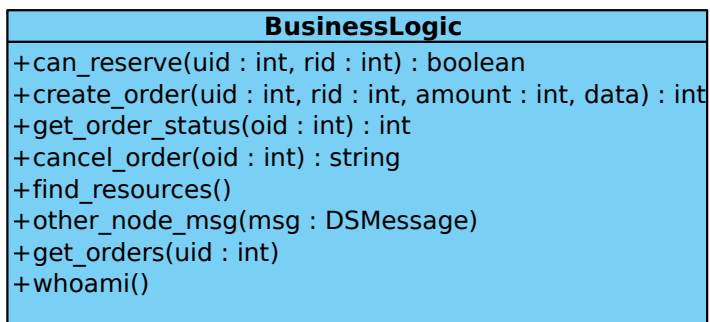 BusinessLogic
+can_reserve(uid : int, rid : int) : boolean
+create_order(uid : int, rid : int, amount : int, data) : int
+get_order_status(oid : int) : int
+cancel_order(oid : int) : string
+find_resources()
+other_node_msg(msg : DSMessage)
+get_orders(uid : int)
+whoami()